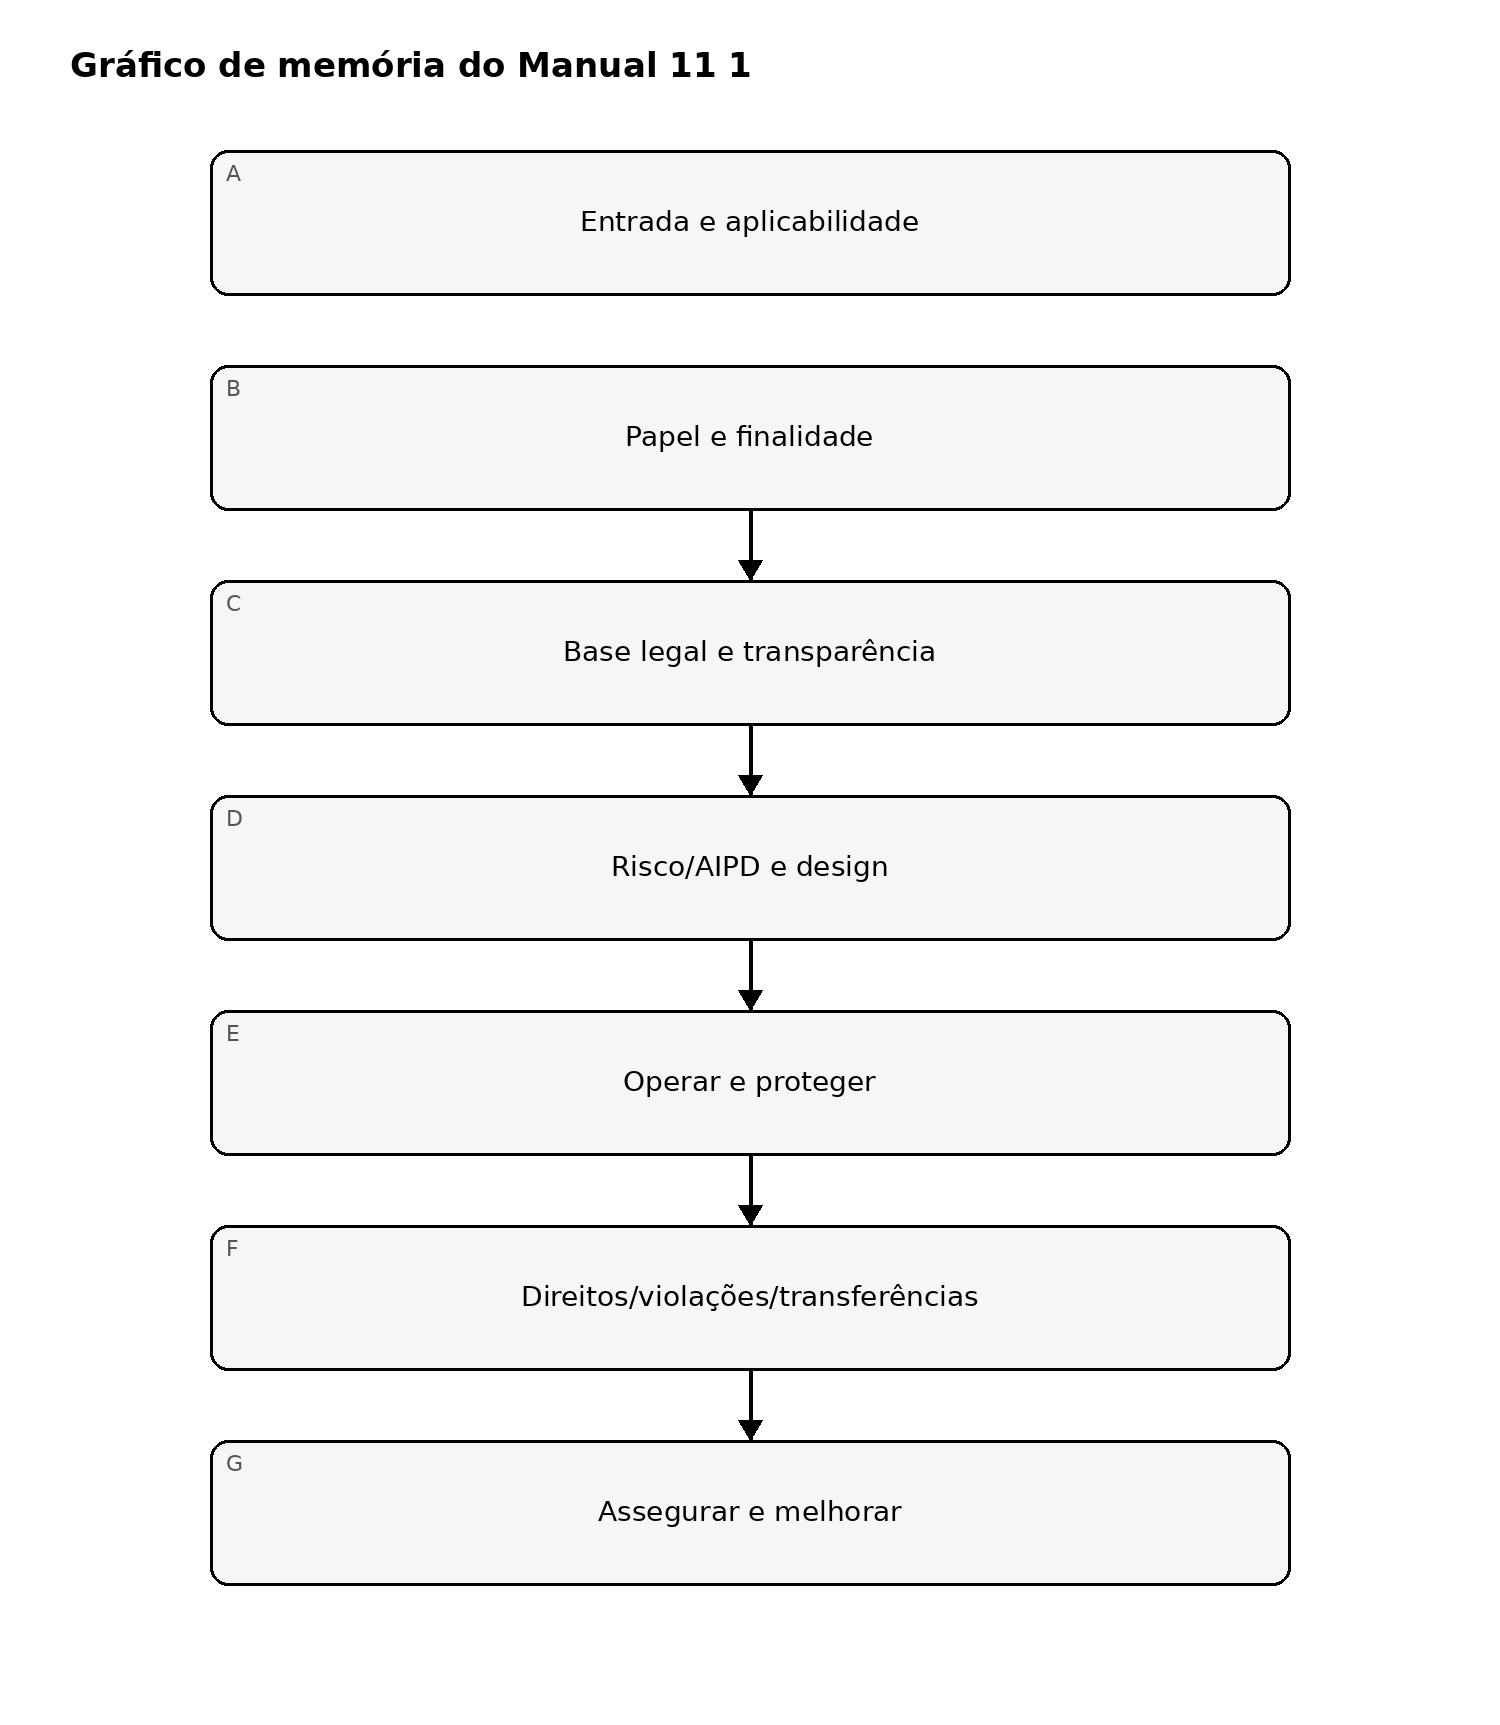 Gráfico de memória do Manual 11 1
A
Entrada e aplicabilidade
B
Papel e finalidade
C
Base legal e transparência
D
Risco/AIPD e design
E
Operar e proteger
F
Direitos/violações/transferências
G
Assegurar e melhorar